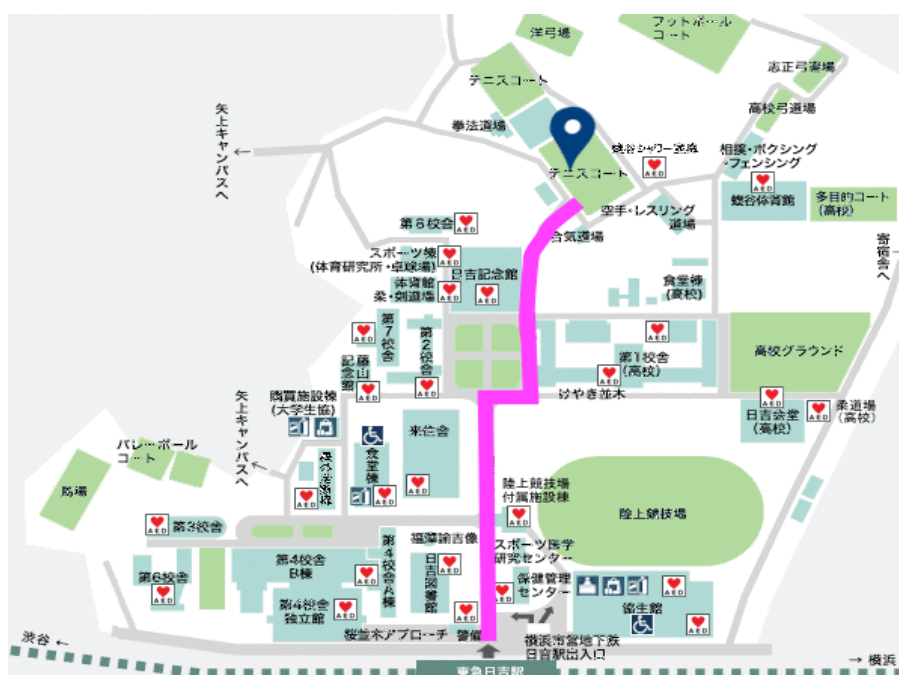 フットボール
コート
洋弓場
志正弓道場
テニスコート
高校弓道場
矢上キャンパスへ
←
拳法道場
相撲・ボクシング
・フェンシング
AED
テニスコート
AED
蝮谷体育館
多目的コート
(高校)
空手・レスリング
道場
第8校舎
AED
合気道場
寄宿舎へ
スポーツ棟
(体育研究所・卓球場)
AED
日吉記念館
AED
体育館
柔・剣道場
AED
食堂棟
(高校)
第7校舎
AED
第2校舎
AED
AED
第1校舎
(高校)
AED
高校グラウンド
藤山記念館
AED
けやき並木
購買施設棟
(大学生協)
矢上キャンパスへ
←
来往舎
AED
日吉会堂
(高校)
AED
柔道場
(高校)
AED
バレーボール
コート
食堂棟
AED
AED
馬場
陸上競技場
付属施設棟
AED
陸上競技場
AED
第3校舎
福澤諭吉像
スポーツ医学
研究センター
第6校舎
AED
第4校舎
B棟
第4校舎A棟
AED
日吉図書館
AED
保健管理
センター
AED
第4校舎
独立館
AED
AED
協生館
AED
桜並木アプローチ
警備
横浜市営地下鉄
日吉駅出入口
渋谷 ←
→ 横浜
東急日吉駅